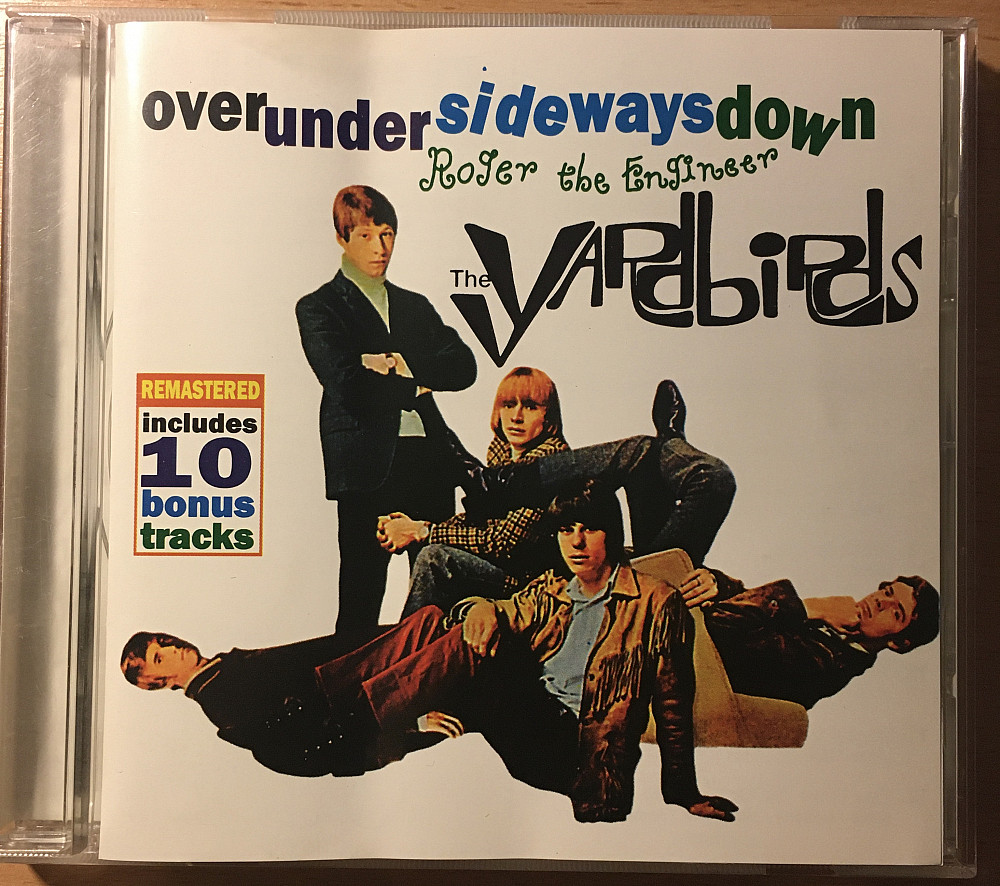 overundersidewaysdown
Roger the Engineer
The Yardbirds
REMASTERED
includes
10
bonus
tracks